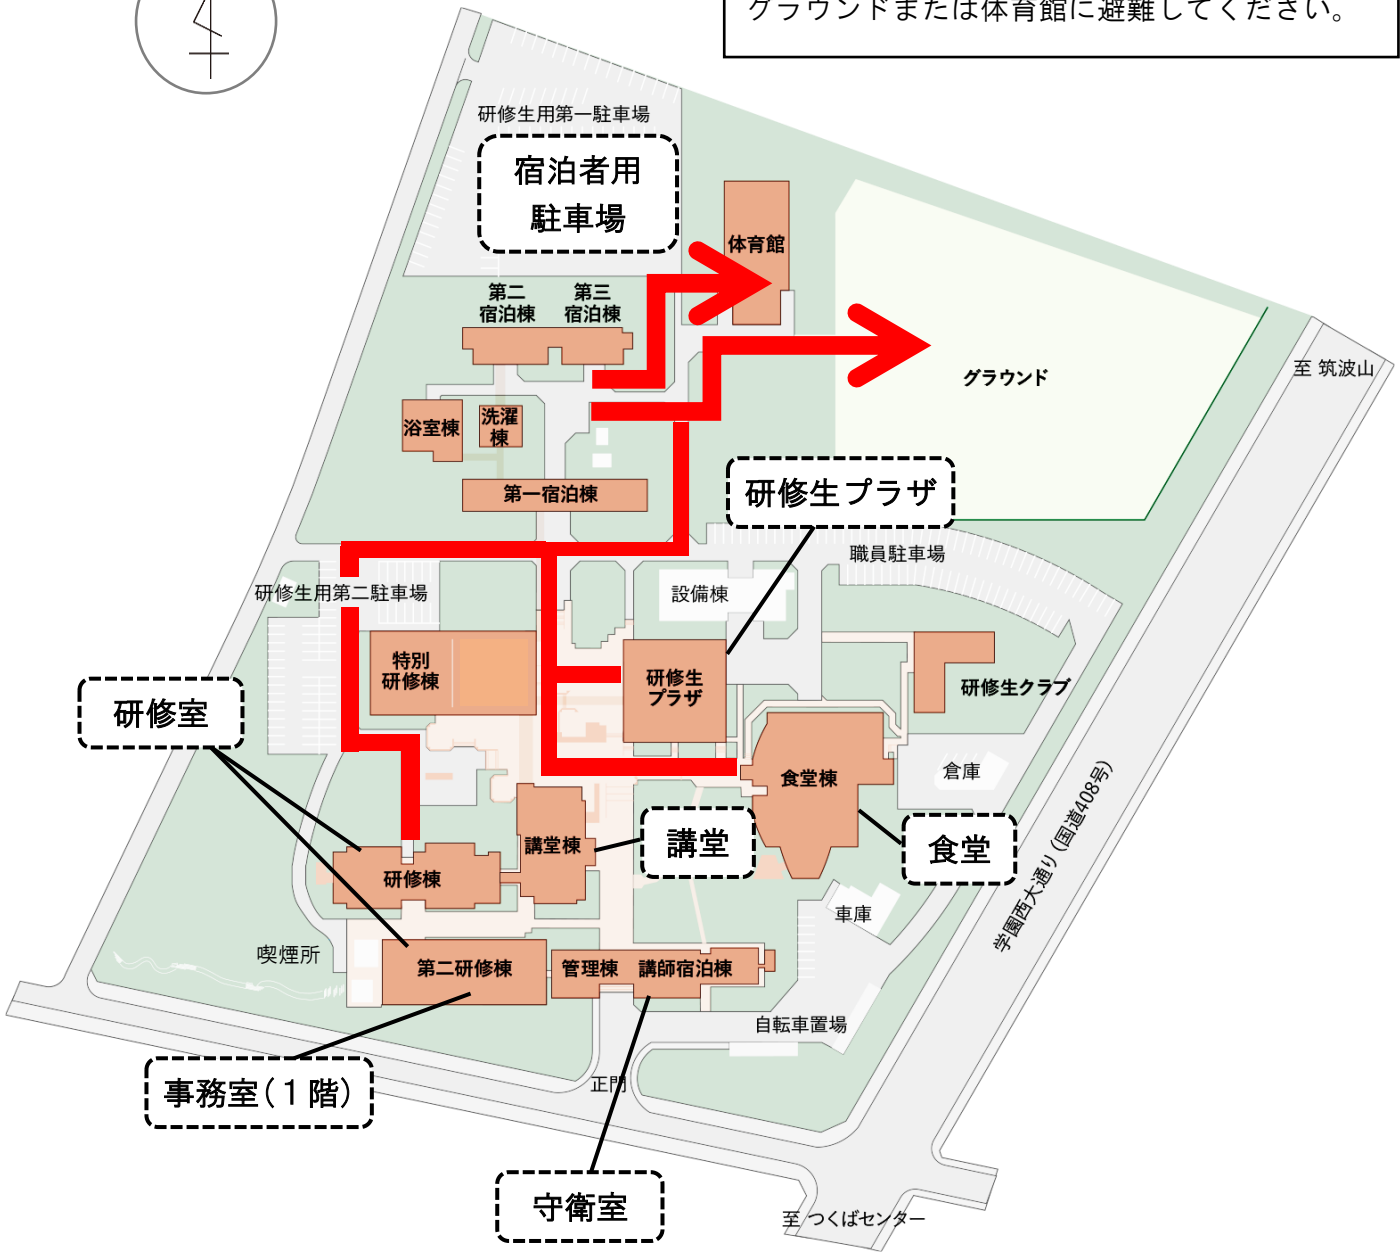 グラウンドまたは体育館に避難してください。
研修生用第一駐車場
宿泊者用
駐車場
体育館
第二
宿泊棟
第三
宿泊棟
グラウンド
至 筑波山
浴室棟
洗濯
棟
第一宿泊棟
研修生プラザ
職員駐車場
研修生用第二駐車場
設備棟
特別
研修棟
研修生
プラザ
研修生クラブ
研修室
食堂棟
倉庫
学園西大通り(国道408号)
講堂棟
講堂
食堂
研修棟
車庫
喫煙所
第二研修棟
管理棟
講師宿泊棟
自転車置場
正門
事務室(1階)
守衛室
至 つくばセンター